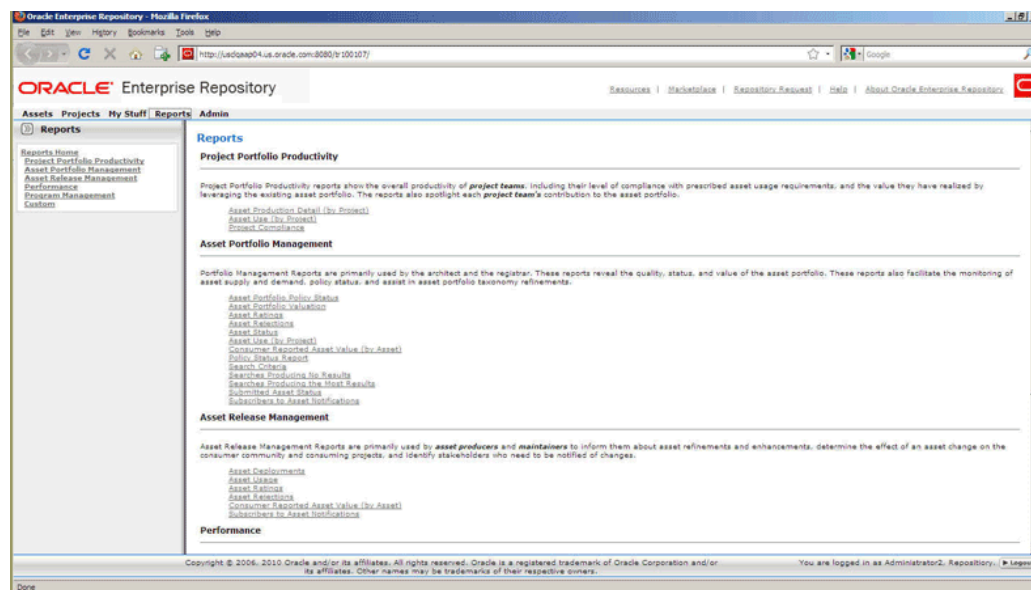 Oracle Enterprise Repository - Mozilla Firefox
File Edit View History Bookmarks Tools Help
http://usdqaap04.us.oracle.com:8080/tr100107/
Google
ORACLE Enterprise Repository
Resources | Marketplace | Repository Request | Help | About Oracle Enterprise Repository
Assets Projects My Stuff Reports Admin
Reports
Reports Home
Project Portfolio Productivity
Asset Portfolio Management
Asset Release Management
Performance
Program Management
Custom
Reports
Project Portfolio Productivity
Project Portfolio Productivity reports show the overall productivity of project teams, including their level of compliance with prescribed asset usage requirements, and the value they have realized by
leveraging the existing asset portfolio. The reports also spotlight each project team's contribution to the asset portfolio.
Asset Production Detail (by Project)
Asset Use (by Project)
Project Compliance
Asset Portfolio Management
Portfolio Management Reports are primarily used by the architect and the registrar. These reports reveal the quality, status, and value of the asset portfolio. These reports also facilitate the monitoring of
asset supply and demand, policy status, and assist in asset portfolio taxonomy refinements.
Asset Portfolio Policy Status
Asset Portfolio Valuation
Asset Ratings
Asset Rejections
Asset Status
Asset Use (by Project)
Consumer Reported Asset Value (by Asset)
Policy Status Report
Search Criteria
Searches Producing No Results
Searches Producing the Most Results
Submitted Asset Status
Subscribers to Asset Notifications
Asset Release Management
Asset Release Management Reports are primarily used by asset producers and maintainers to inform them about asset refinements and enhancements, determine the effect of an asset change on the
consumer community and consuming projects, and identify stakeholders who need to be notified of changes.
Asset Deployments
Asset Usage
Asset Ratings
Asset Rejections
Consumer Reported Asset Value (by Asset)
Subscribers to Asset Notifications
Performance
Copyright © 2006, 2010 Oracle and/or its affiliates. All rights reserved. Oracle is a registered trademark of Oracle Corporation and/or
its affiliates. Other names may be trademarks of their respective owners.
You are logged in as Administrator2, Repository. Logout
Done